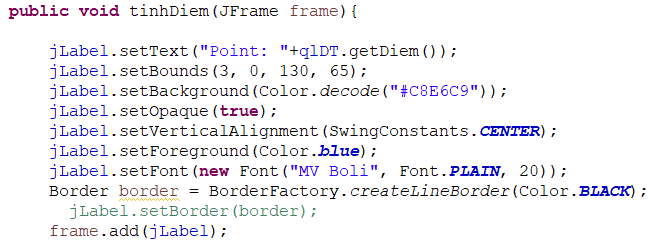 public void tinhDiem(JFrame frame){
jLabel.setText("Point: "+qlDT.getDiem());
jLabel.setBounds(3, 0, 130, 65);
jLabel.setBackground(Color.decode("#C8E6C9"));
jLabel.setOpaque(true);
jLabel.setVerticalAlignment(SwingConstants.CENTER);
jLabel.setForeground(Color.blue);
jLabel.setFont(new Font("MV Boli", Font.PLAIN, 20));
Border border = BorderFactory.createLineBorder(Color.BLACK);
jLabel.setBorder(border);
frame.add(jLabel);